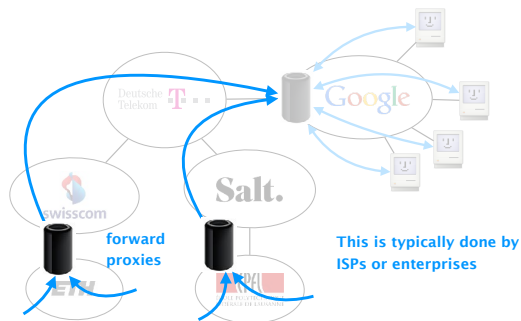 Deutsche
Telekom
T
Google
swisscom
Salt.
forward
proxies
This is typically done by
ISPs or enterprises
ETH